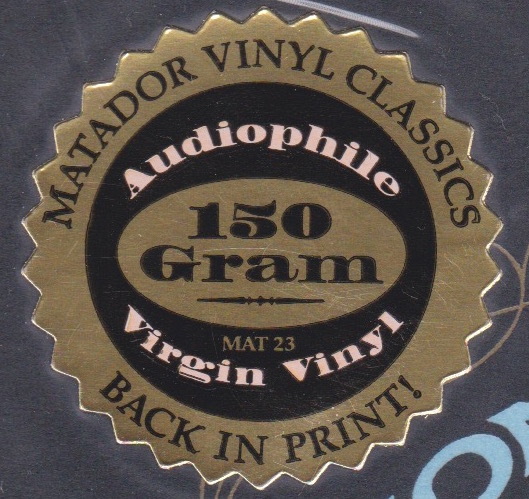 MATADOR VINYL CLASSICS
Audiophile
150
Gram
MAT 23
Virgin Vinyl
BACK IN PRINT!